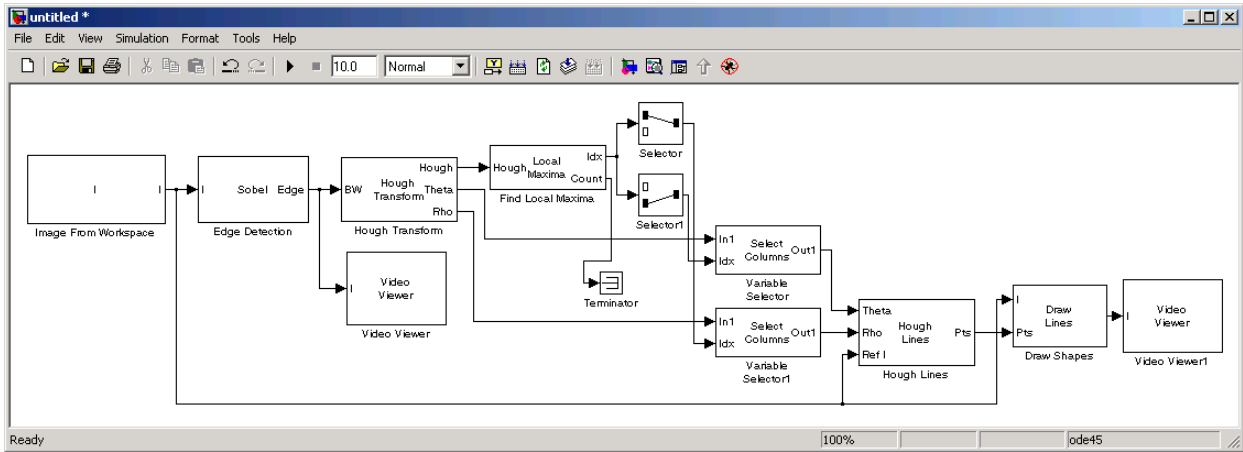 untitled *
File Edit View Simulation Format Tools Help
10.0 Normal
I I
Image From Workspace
I Sobel Edge
Edge Detection
BW Hough Transform Hough Theta Rho
Hough Transform
Video Viewer
I
Video Viewer
Hough Local Maxima Idx Count
Find Local Maxima
Selector
Selector1
Terminator
In1 Idx Select Columns Out1
Variable Selector
In1 Idx Select Columns Out1
Variable Selector1
Theta Rho Ref I Hough Lines Pts
Hough Lines
I Pts Draw Lines
Draw Shapes
I Video Viewer
Video Viewer1
Ready 100% ode45